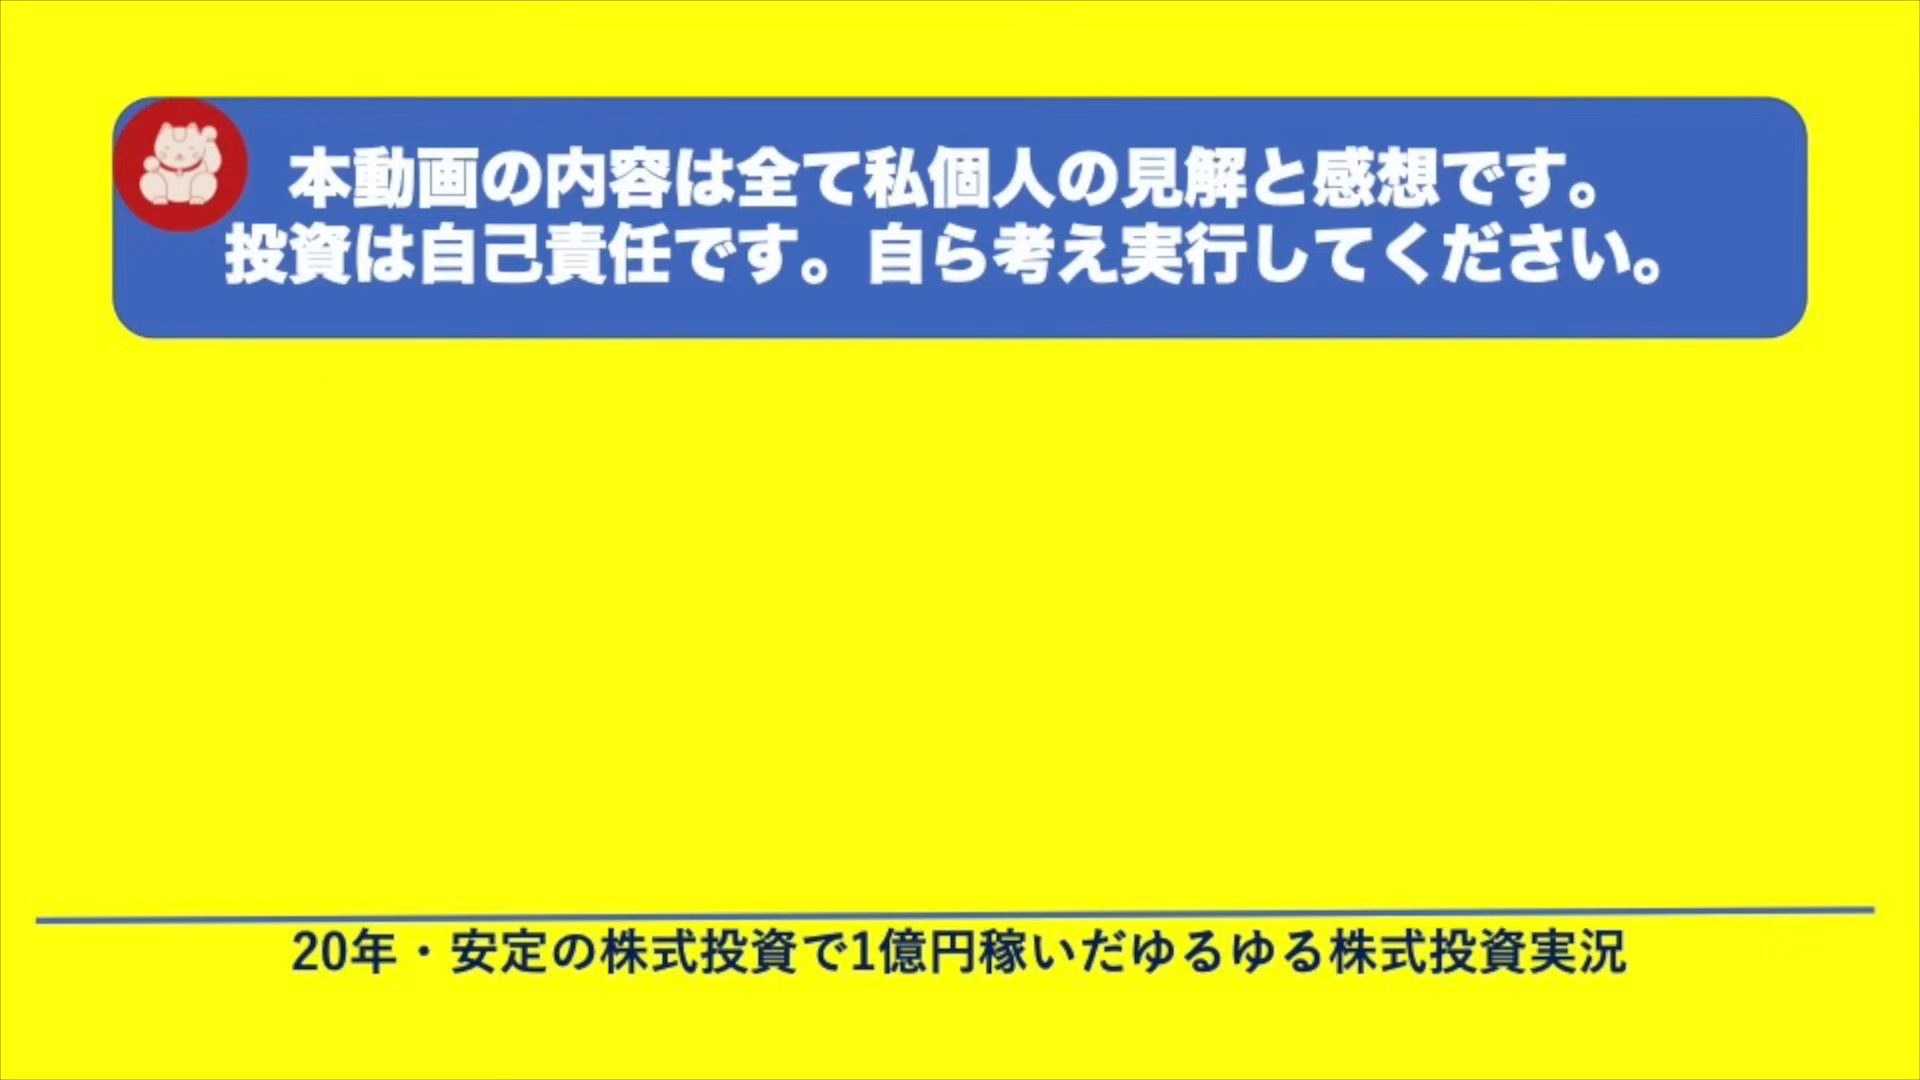 本動画の内容は全て私個人の見解と感想です。
投資は自己責任です。自ら考え実行してください。
20年・安定の株式投資で1億円稼いだゆるゆる株式投資実況